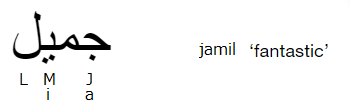 جميل
L M J
i a
jamil ‘fantastic’